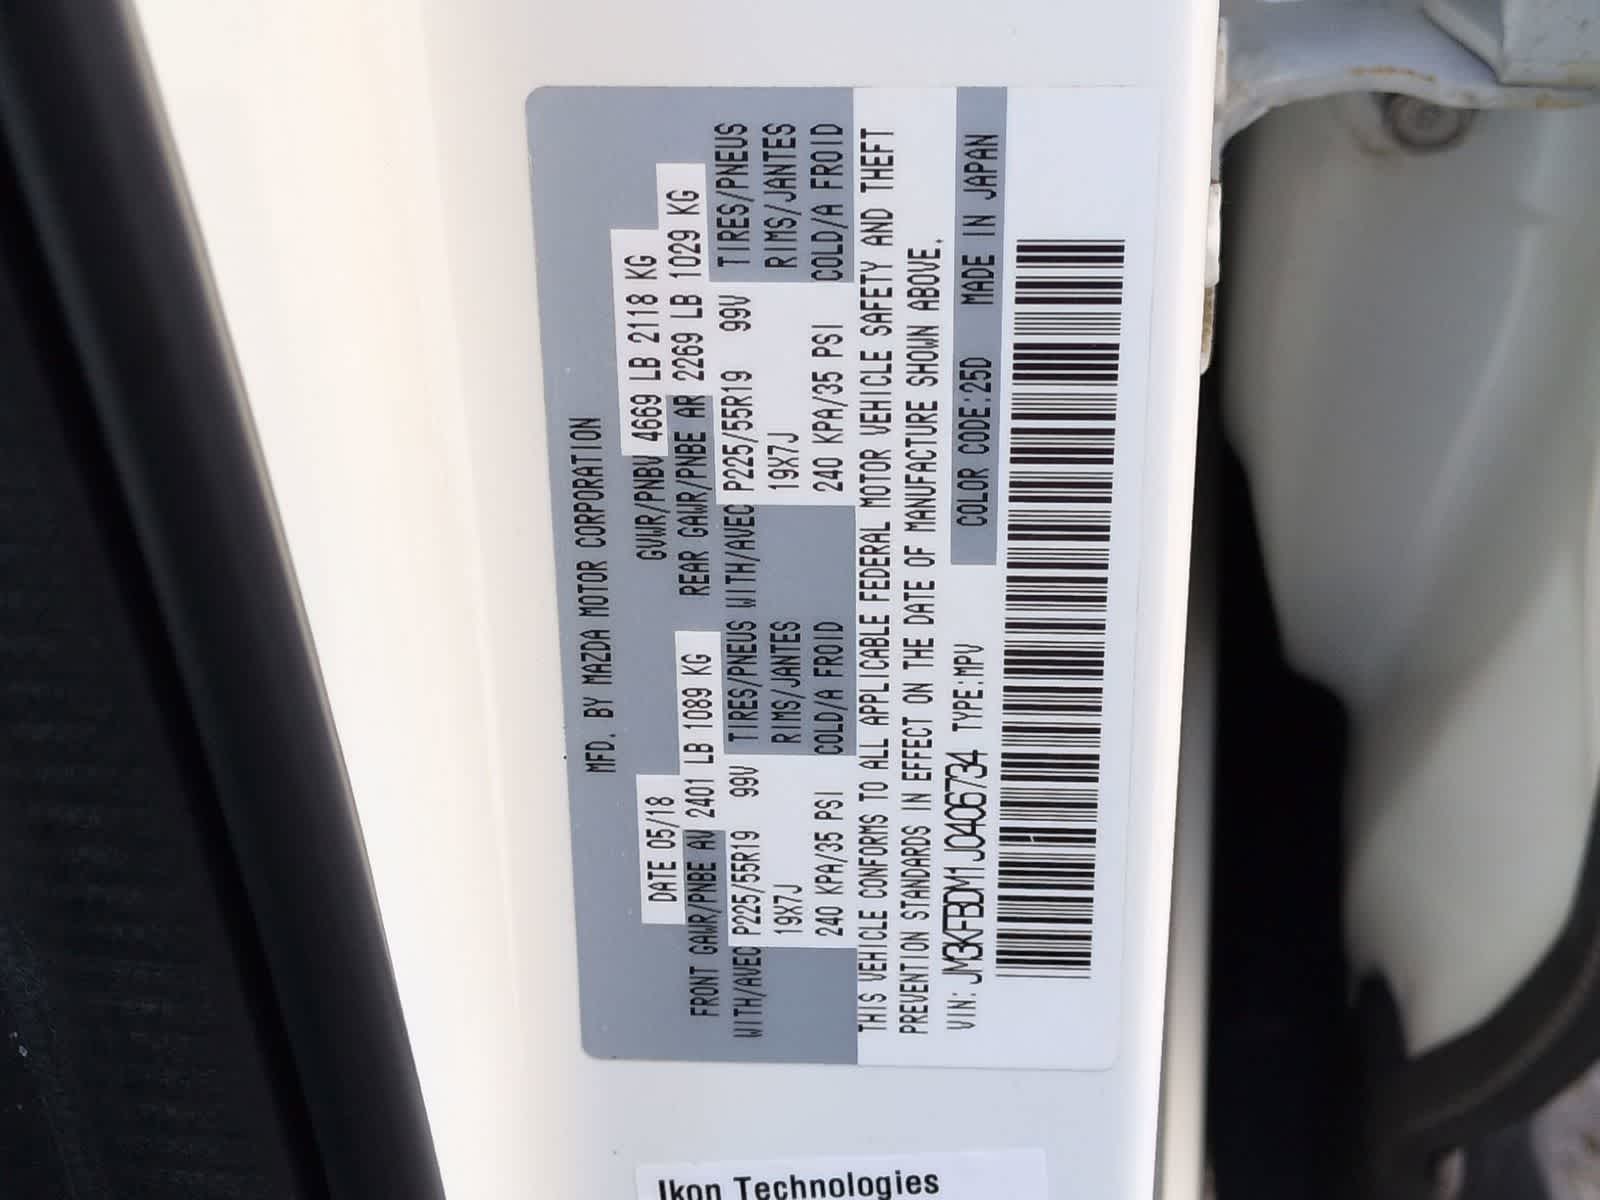 MFD. BY MAZDA MOTOR CORPORATION
DATE 05/18 GVWR/PNBV 4669 LB 2118 KG
FRONT GAWR/PNBE AV 2401 LB 1089 KG REAR GAWR/PNBE AR 2269 LB 1029 KG
WITH/AVEC P225/55R19 99V TIRES/PNEUS WITH/AVEC P225/55R19 99V TIRES/PNEUS
19X7J RIMS/JANTES 19X7J RIMS/JANTES
240 KPA/35 PSI COLD/A FROID 240 KPA/35 PSI COLD/A FROID
THIS VEHICLE CONFORMS TO ALL APPLICABLE FEDERAL MOTOR VEHICLE SAFETY AND THEFT
PREVENTION STANDARDS IN EFFECT ON THE DATE OF MANUFACTURE SHOWN ABOVE.
VIN: JM3KFBDM1J0406734 TYPE:MPV COLOR CODE:25D MADE IN JAPAN
Ikon Technologies